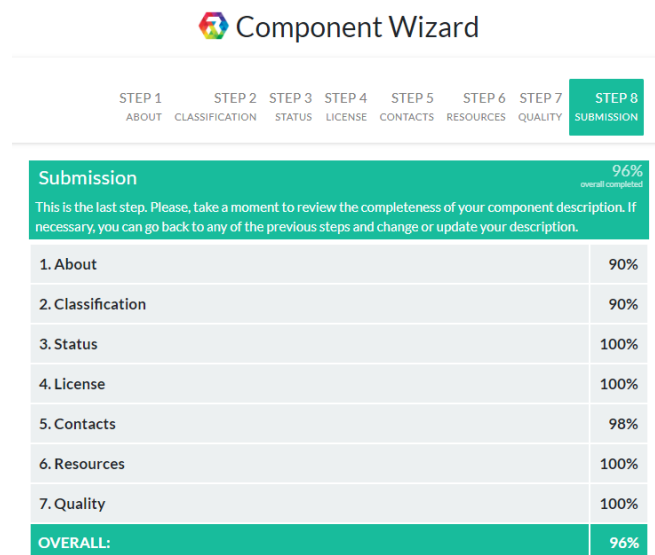 Component Wizard
STEP 1 STEP 2 STEP 3 STEP 4 STEP 5 STEP 6 STEP 7 STEP 8
ABOUT CLASSIFICATION STATUS LICENSE CONTACTS RESOURCES QUALITY SUBMISSION
Submission 96%
overall completed
This is the last step. Please, take a moment to review the completeness of your component description. If
necessary, you can go back to any of the previous steps and change or update your description.
1. About 90%
2. Classification 90%
3. Status 100%
4. License 100%
5. Contacts 98%
6. Resources 100%
7. Quality 100%
OVERALL: 96%